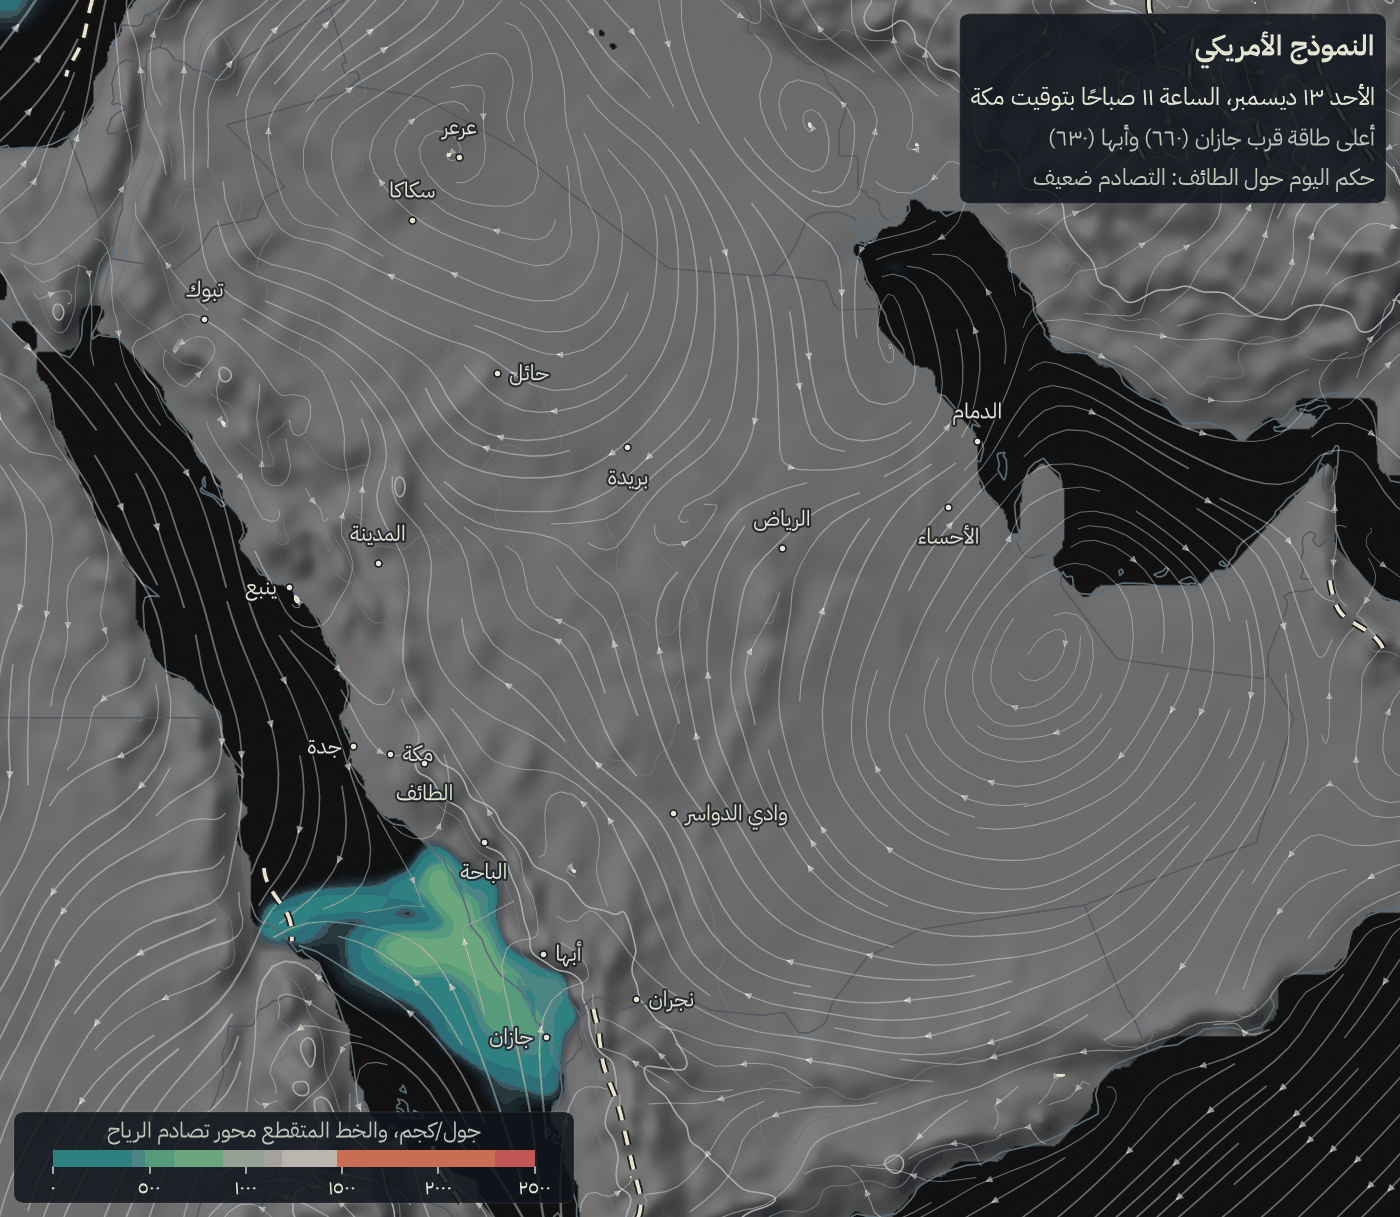 النموذج الأمريكي
الأحد ١٣ ديسمبر، الساعة ١١ صباحًا بتوقيت مكة
أعلى طاقة قرب جازان (٦٦٠) وأبها (٦٣٠)
حكم اليوم حول الطائف: التصادم ضعيف
عرعر
سكاكا
تبوك
حائل
الدمام
بريدة
الرياض
الأحساء
المدينة
ينبع
جدة
مكة
الطائف
وادي الدواسر
الباحة
أبها
نجران
جازان
جول/كجم، والخط المتقطع محور تصادم الرياح
٠ ٥٠٠ ١٠٠٠ ١٥٠٠ ٢٠٠٠ ٢٥٠٠